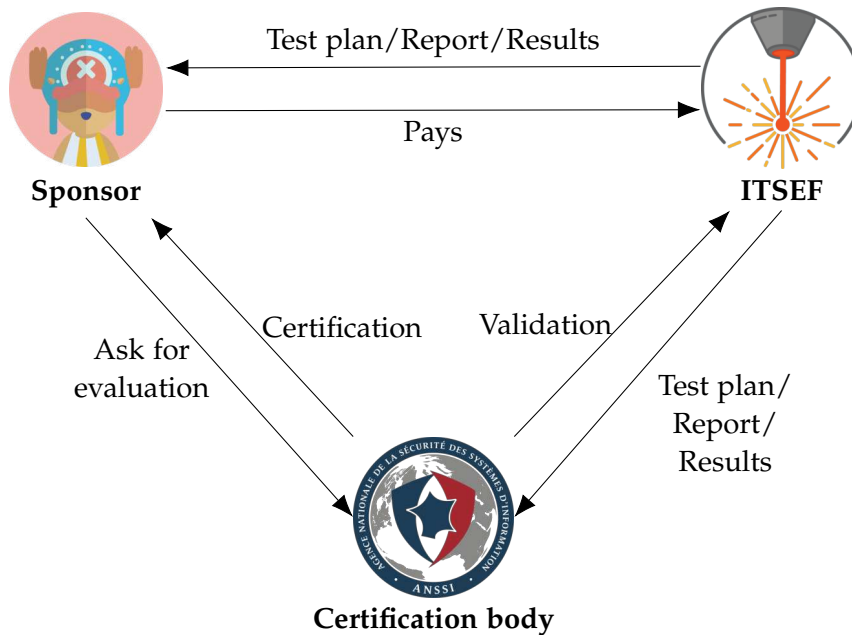 Test plan/Report/Results
Pays
Sponsor
ITSEF
Certification
Validation
Ask for
evaluation
Test plan/
Report/
Results
AGENCE NATIONALE DE LA SÉCURITÉ DES SYSTÈMES D'INFORMATION
• ANSSI •
Certification body